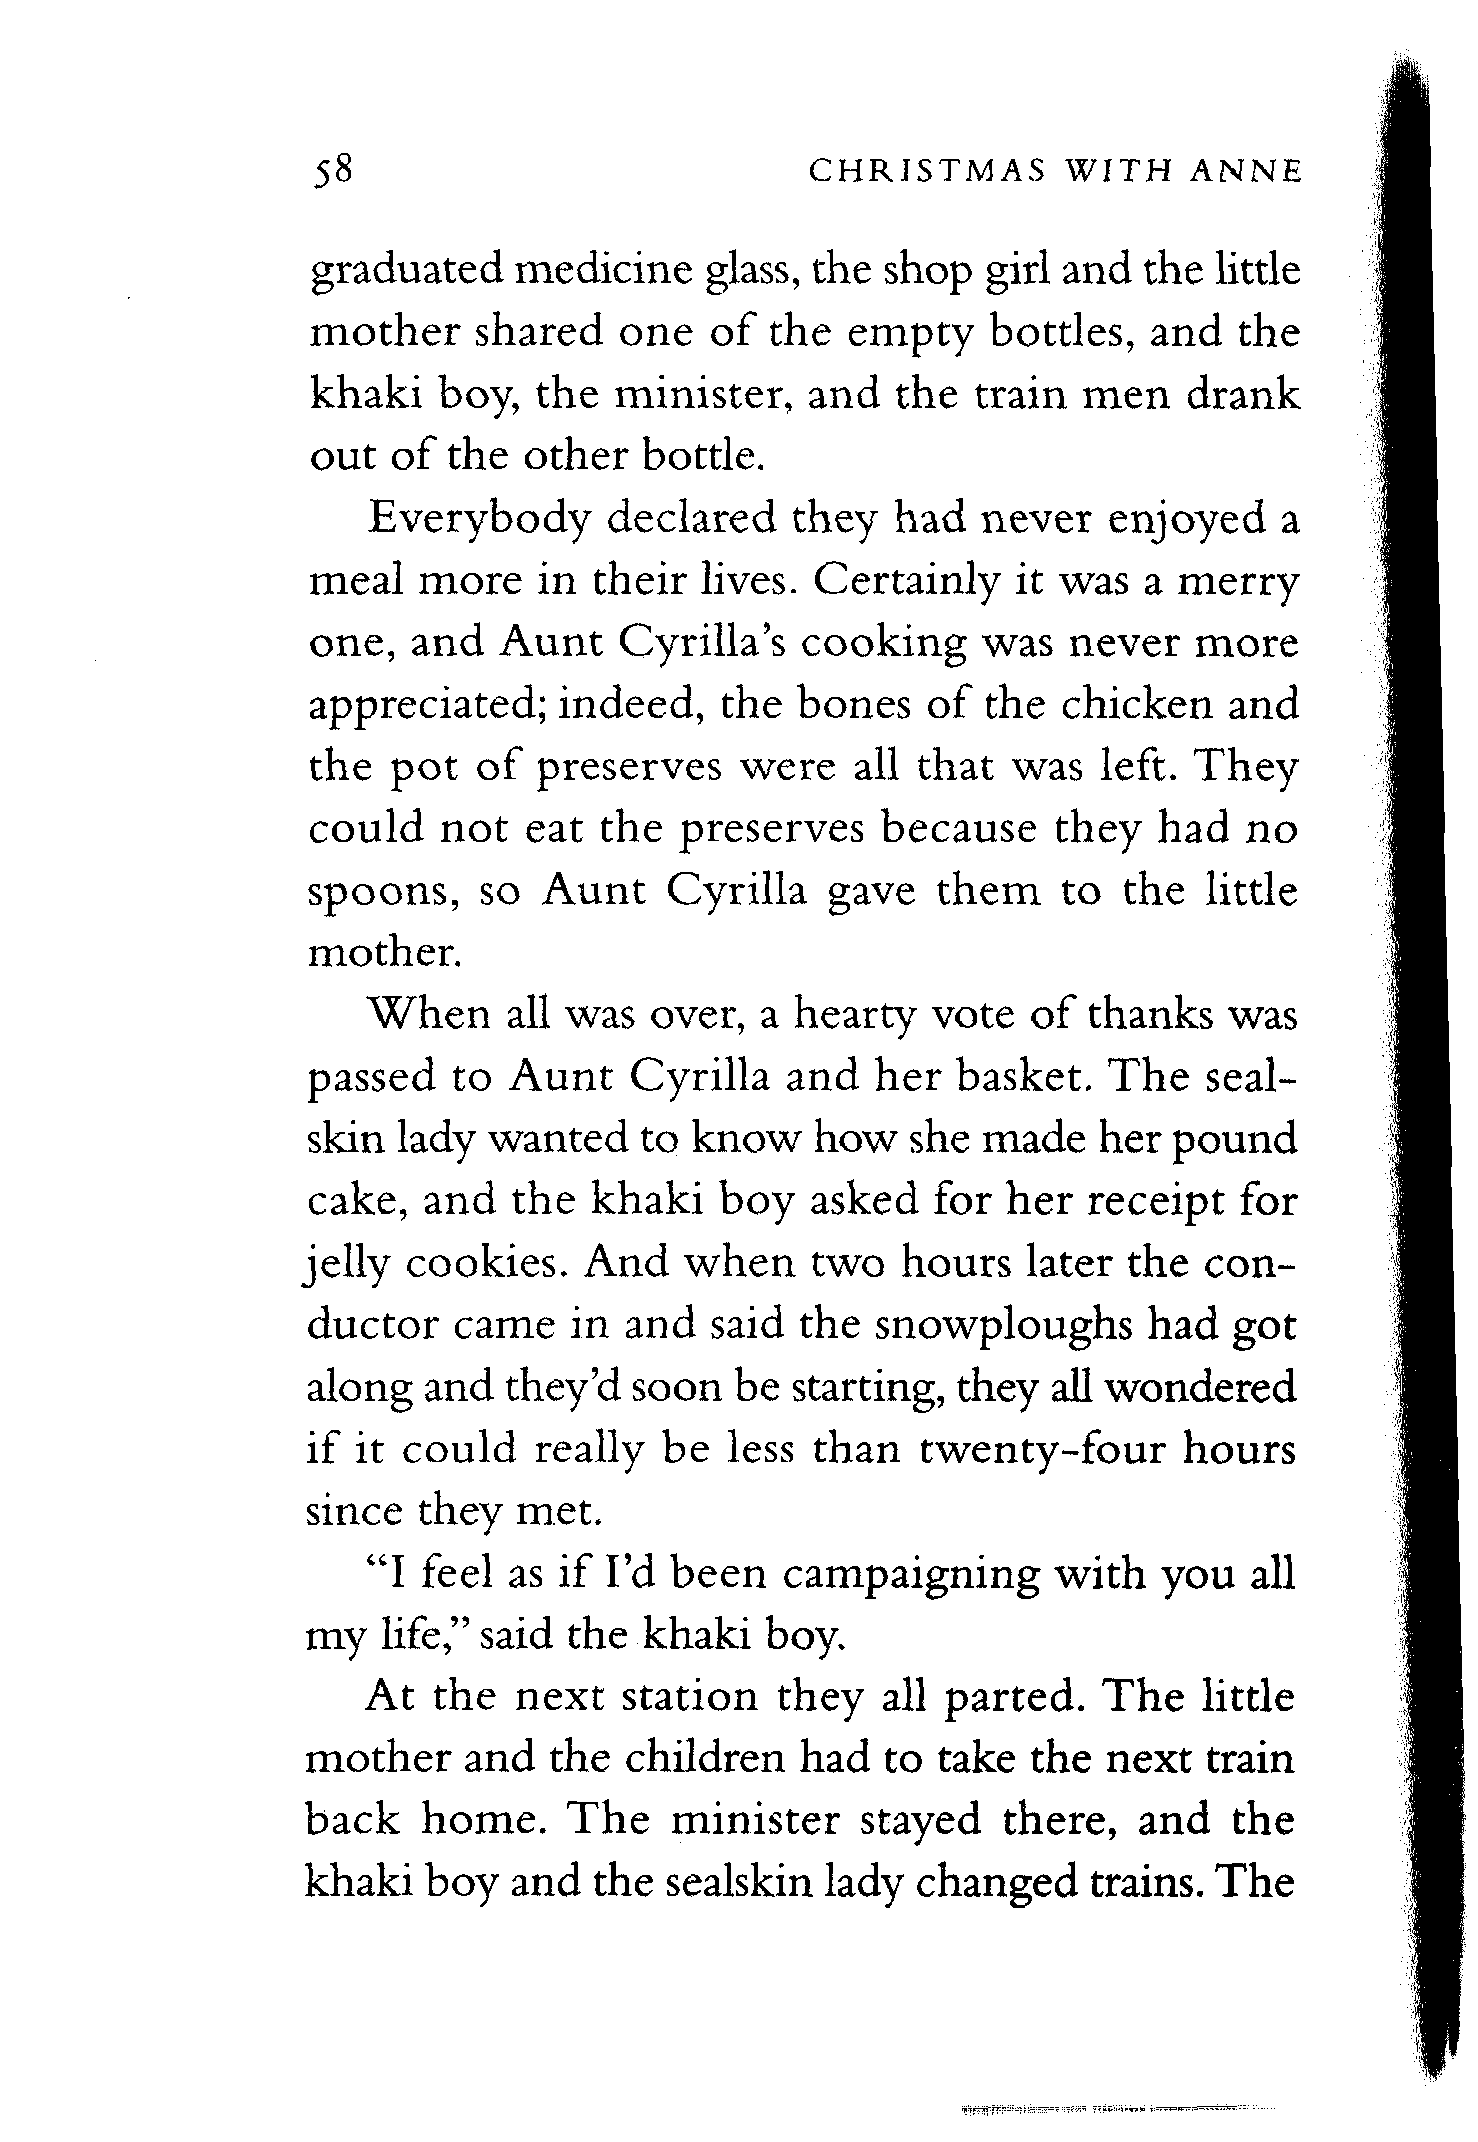 58 CHRISTMAS WITH ANNE
graduated medicine glass, the shop girl and the little
mother shared one of the empty bottles, and the
khaki boy, the minister, and the train men drank
out of the other bottle.
Everybody declared they had never enjoyed a
meal more in their lives. Certainly it was a merry
one, and Aunt Cyrilla’s cooking was never more
appreciated; indeed, the bones of the chicken and
the pot of preserves were all that was left. They
could not eat the preserves because they had no
spoons, so Aunt Cyrilla gave them to the little
mother.
When all was over, a hearty vote of thanks was
passed to Aunt Cyrilla and her basket. The seal-
skin lady wanted to know how she made her pound
cake, and the khaki boy asked for her receipt for
jelly cookies. And when two hours later the con-
ductor came in and said the snowploughs had got
along and they’d soon be starting, they all wondered
if it could really be less than twenty-four hours
since they met.
“I feel as if I’d been campaigning with you all
my life,” said the khaki boy.
At the next station they all parted. The little
mother and the children had to take the next train
back home. The minister stayed there, and the
khaki boy and the sealskin lady changed trains. The